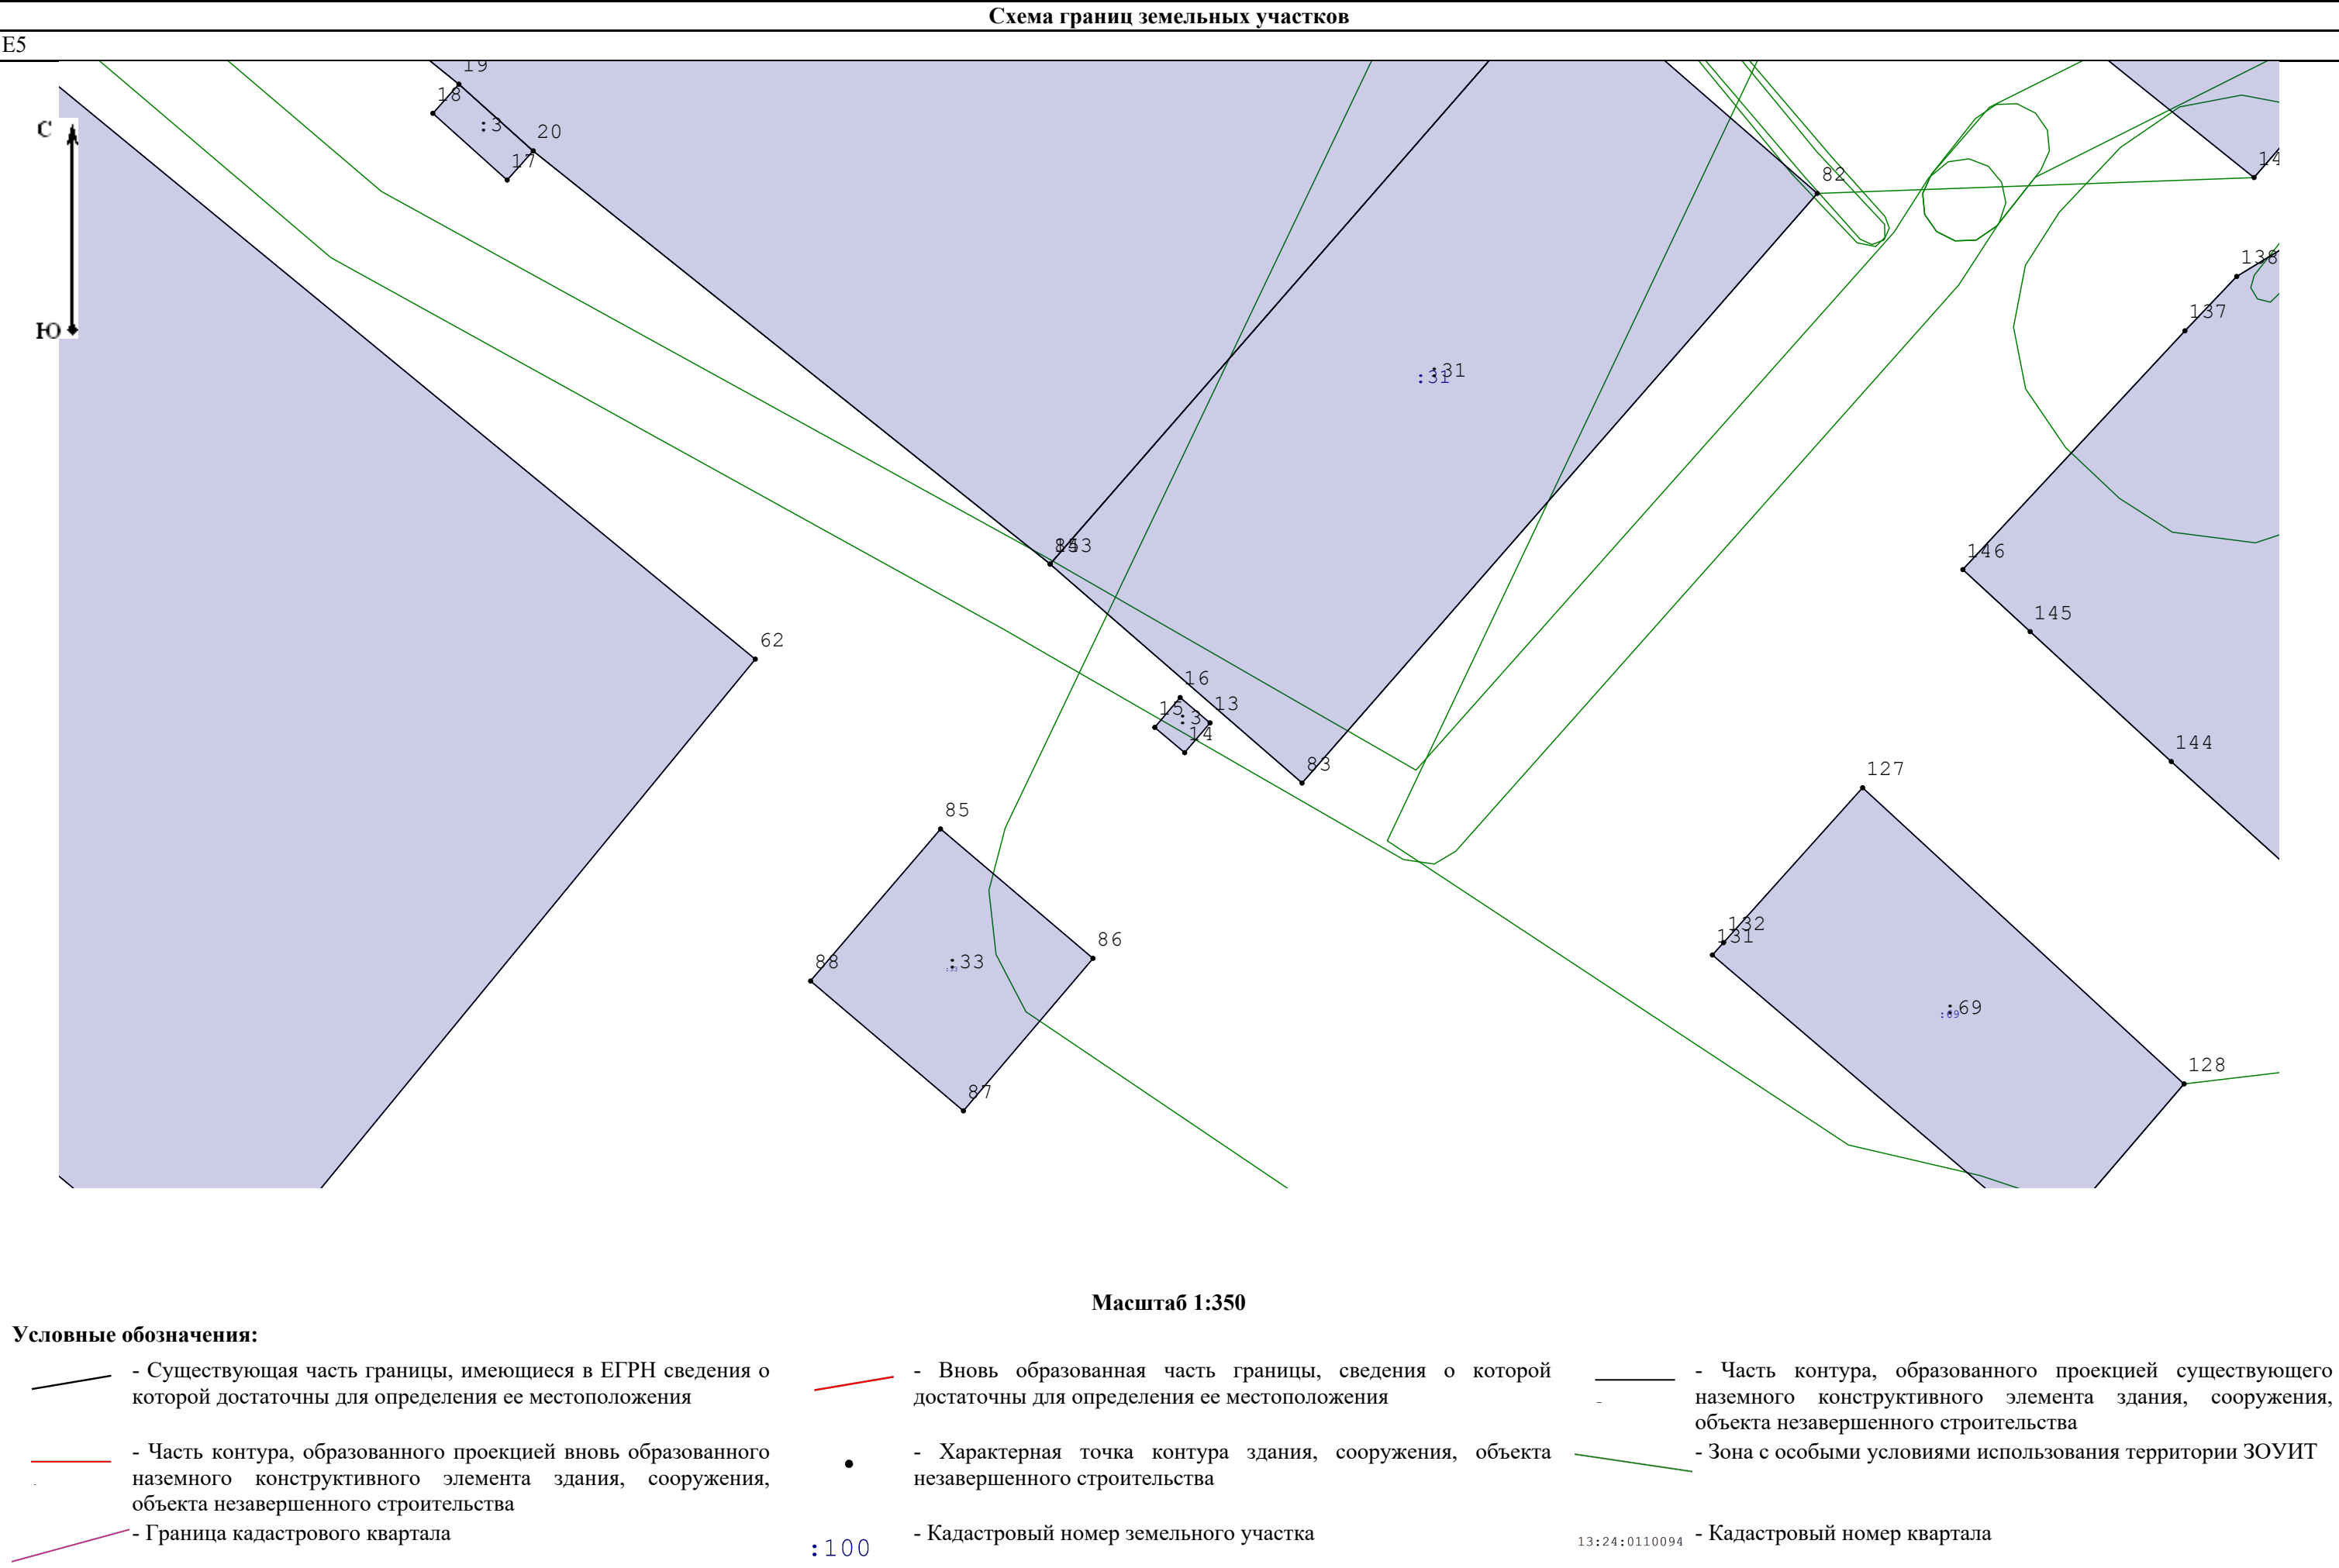 Схема границ земельных участков
Е5
19
18
:3
20
17
С
82
14
138
Ю
137
:31
:31
143
146
145
62
16
15
13
:3
14
144
83
127
85
132
131
86
88
:33
:69
:69
128
87
Масштаб 1:350
Условные обозначения:
- Существующая часть границы, имеющиеся в ЕГРН сведения о
которой достаточны для определения ее местоположения
- Вновь образованная часть границы, сведения о которой
достаточны для определения ее местоположения
- Часть контура, образованного проекцией существующего
наземного конструктивного элемента здания, сооружения,
объекта незавершенного строительства
- Часть контура, образованного проекцией вновь образованного
наземного конструктивного элемента здания, сооружения,
объекта незавершенного строительства
- Характерная точка контура здания, сооружения, объекта
незавершенного строительства
- Зона с особыми условиями использования территории ЗОУИТ
- Граница кадастрового квартала
:100
- Кадастровый номер земельного участка
13:24:0110094
- Кадастровый номер квартала